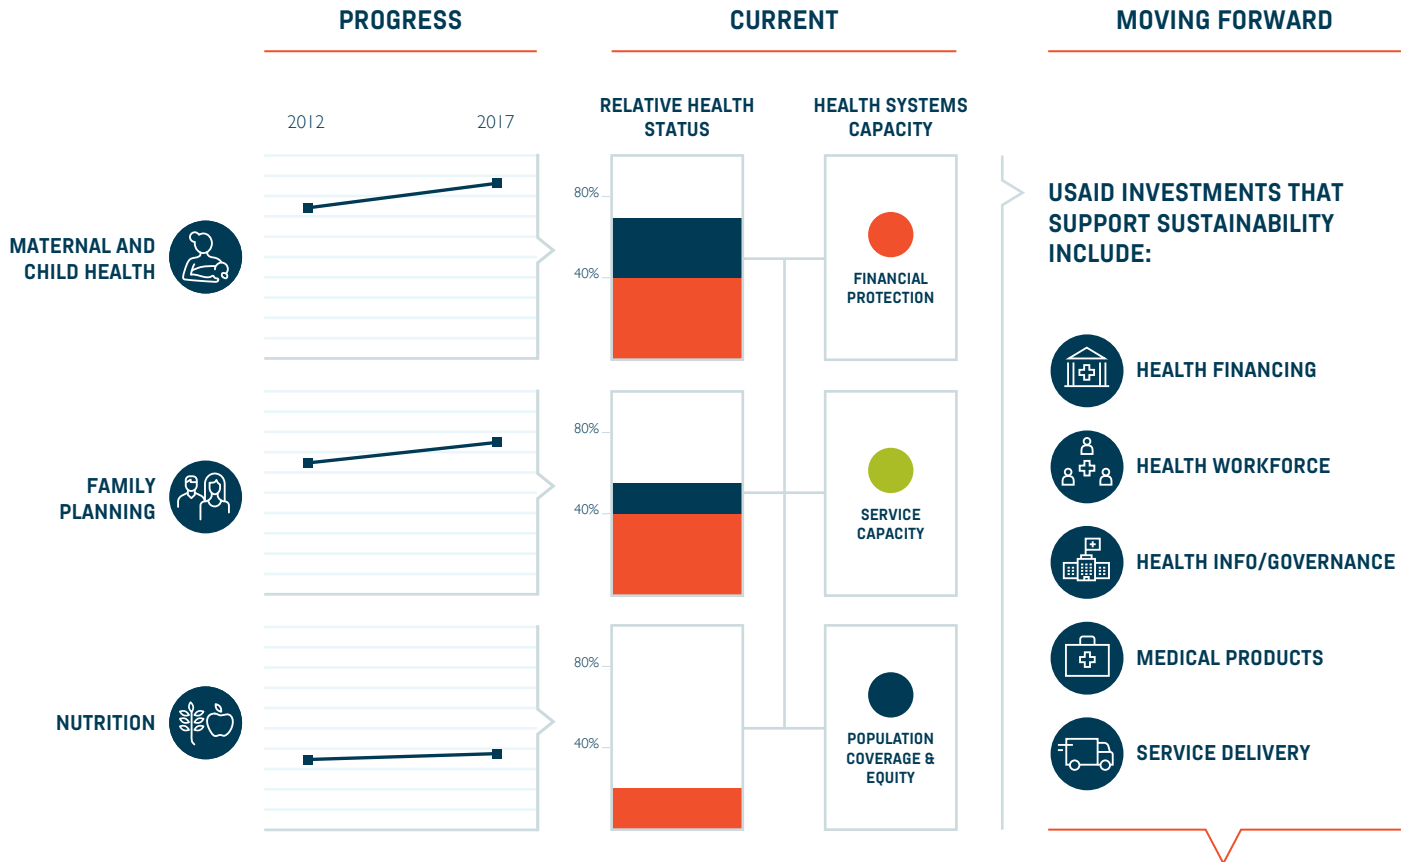 PROGRESS
CURRENT
MOVING FORWARD
2012
2017
RELATIVE HEALTH
STATUS
HEALTH SYSTEMS
CAPACITY
MATERNAL AND
CHILD HEALTH
80%
40%
FINANCIAL
PROTECTION
FAMILY
PLANNING
80%
40%
SERVICE
CAPACITY
NUTRITION
80%
40%
POPULATION
COVERAGE &
EQUITY
USAID INVESTMENTS THAT
SUPPORT SUSTAINABILITY
INCLUDE:
HEALTH FINANCING
HEALTH WORKFORCE
HEALTH INFO/GOVERNANCE
MEDICAL PRODUCTS
SERVICE DELIVERY